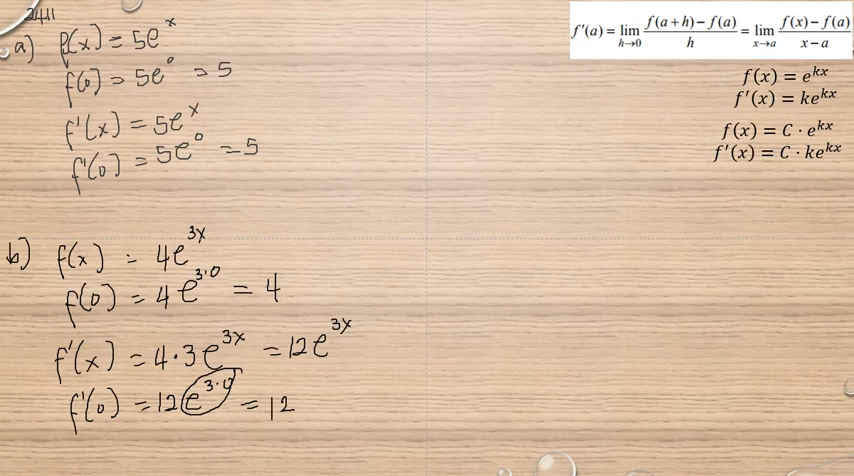 2411
a) f(x) = 5e^x
f(0) = 5e^0 = 5
f'(x) = 5e^x
f'(0) = 5e^0 = 5
b) f(x) = 4e^{3x}
f(0) = 4e^{3·0} = 4
f'(x) = 4·3e^{3x} = 12e^{3x}
f'(0) = 12e^{3·0} = 12
f'(a) = lim_{h→0} (f(a+h) − f(a))/h = lim_{x→a} (f(x) − f(a))/(x − a)
f(x) = e^{kx}
f'(x) = ke^{kx}
f(x) = C · e^{kx}
f'(x) = C · ke^{kx}